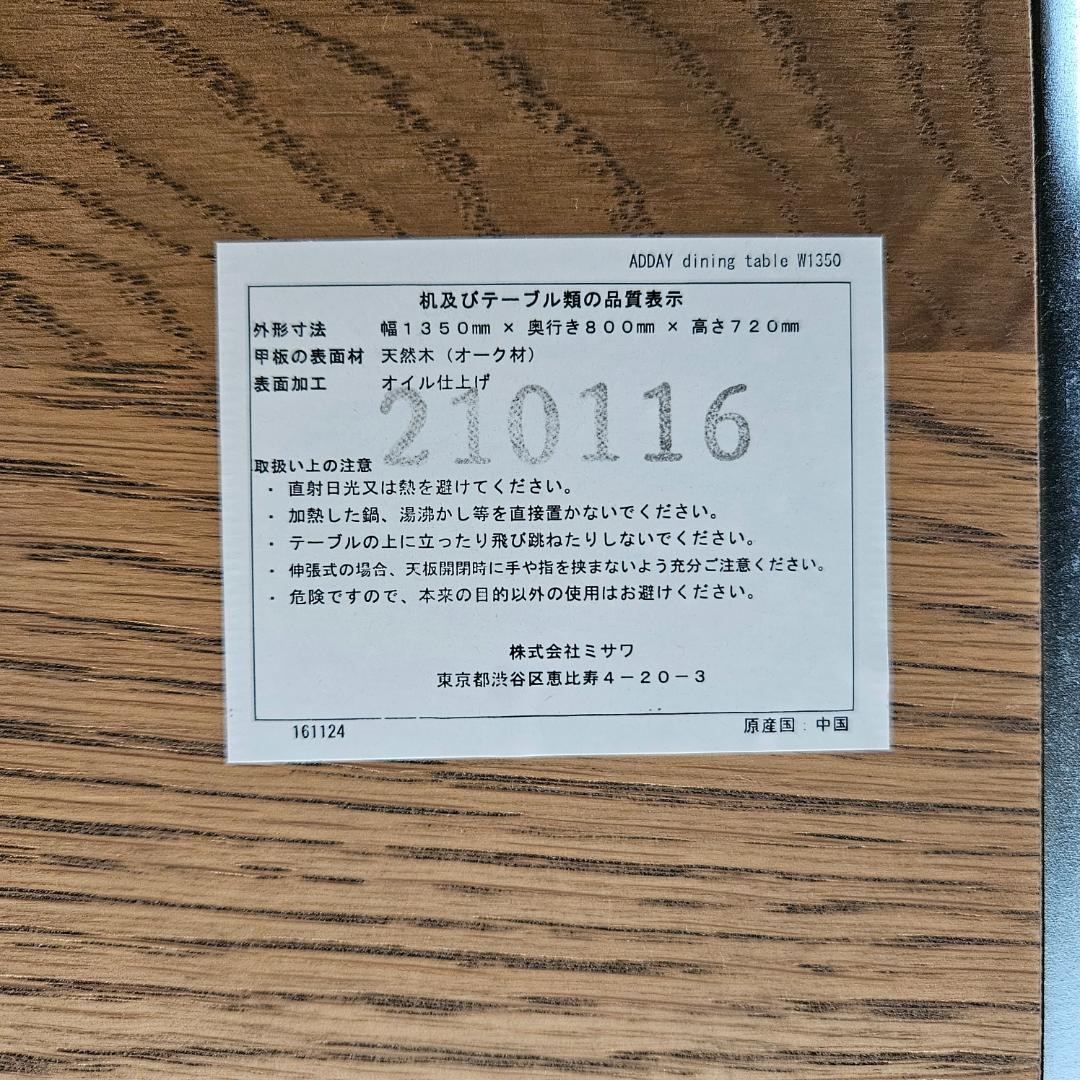 ADDAY dining table W1350
机及びテーブル類の品質表示
外形寸法 幅1350㎜ × 奥行き800㎜ × 高さ720㎜
甲板の表面材 天然木（オーク材）
表面加工 オイル仕上げ
210116
取扱い上の注意
・ 直射日光又は熱を避けてください。
・ 加熱した鍋、湯沸かし等を直接置かないでください。
・ テーブルの上に立ったり飛び跳ねたりしないでください。
・ 伸張式の場合、天板開閉時に手や指を挟まないよう充分ご注意ください。
・ 危険ですので、本来の目的以外の使用はお避けください。
株式会社ミサワ
東京都渋谷区恵比寿4－20－3
161124 原産国：中国